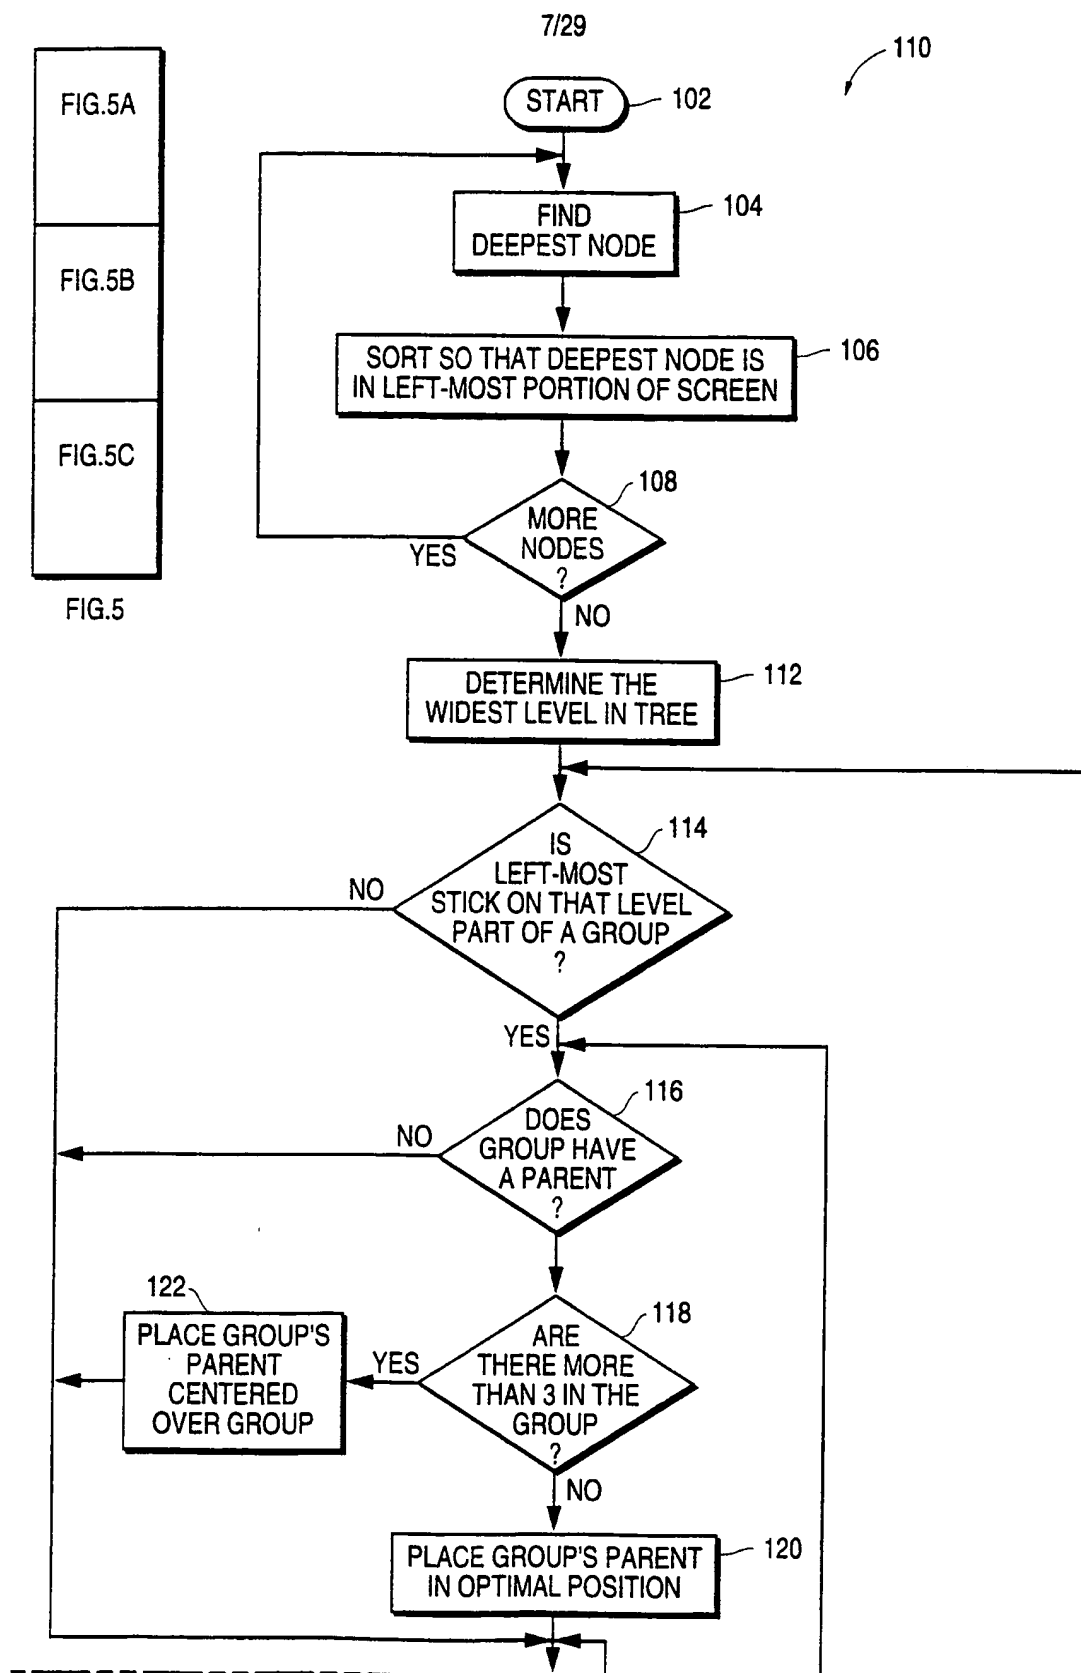 7/29
110
FIG.5A
FIG.5B
FIG.5C
FIG.5
START
102
FIND
DEEPEST NODE
104
SORT SO THAT DEEPEST NODE IS
IN LEFT-MOST PORTION OF SCREEN
106
MORE
NODES
?
108
YES
NO
DETERMINE THE
WIDEST LEVEL IN TREE
112
IS
LEFT-MOST
STICK ON THAT LEVEL
PART OF A GROUP
?
114
NO
YES
DOES
GROUP HAVE
A PARENT
?
116
NO
ARE
THERE MORE
THAN 3 IN THE
GROUP
?
118
YES
122
PLACE GROUP'S
PARENT
CENTERED
OVER GROUP
NO
PLACE GROUP'S PARENT
IN OPTIMAL POSITION
120